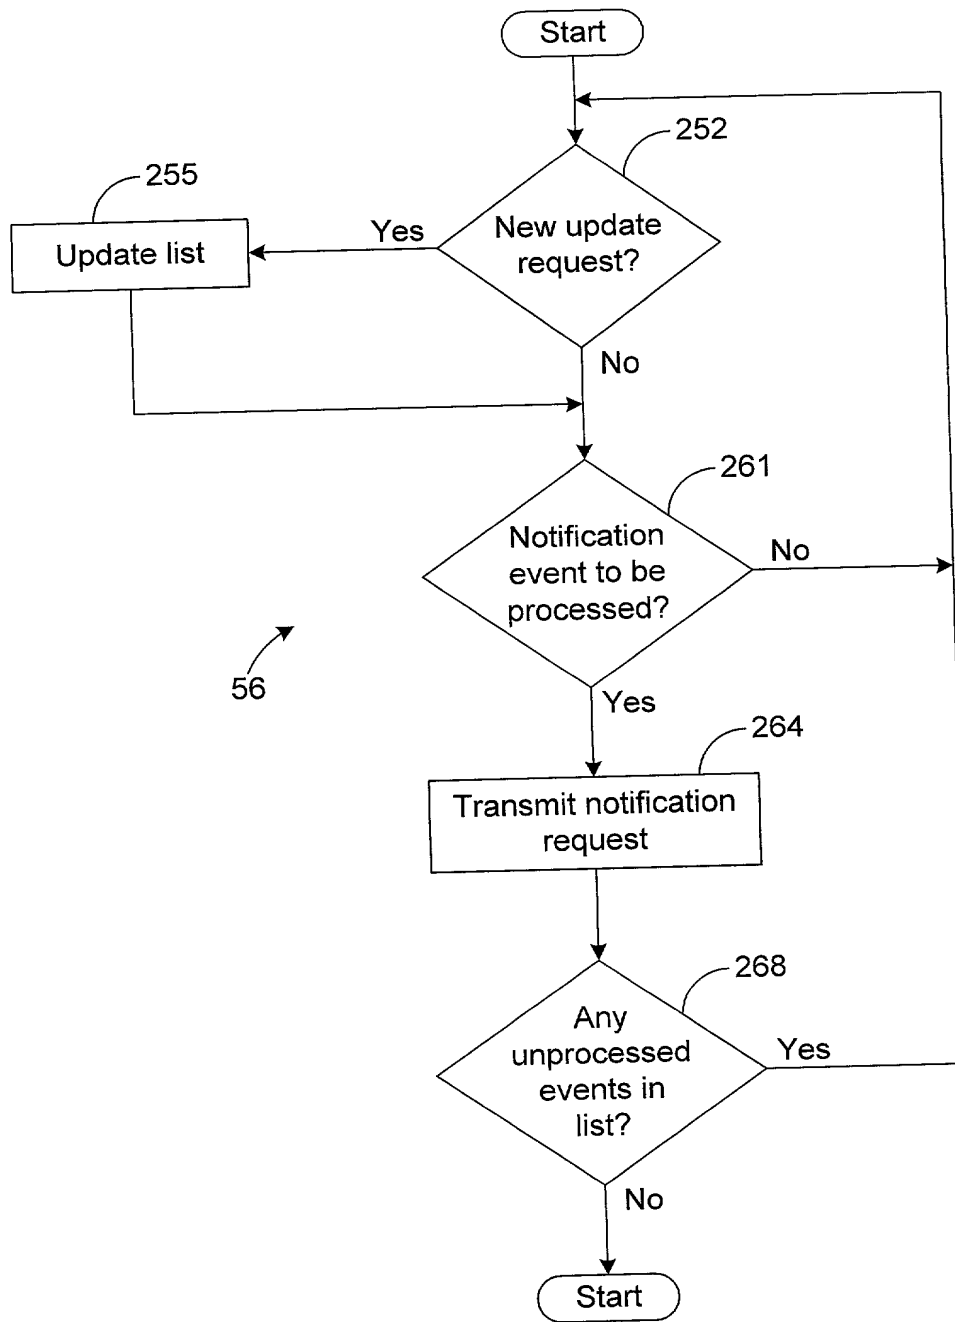 Start
252
New update
request?
Yes
255
Update list
No
261
Notification
event to be
processed?
No
56
Yes
264
Transmit notification
request
268
Any
unprocessed
events in
list?
Yes
No
Start